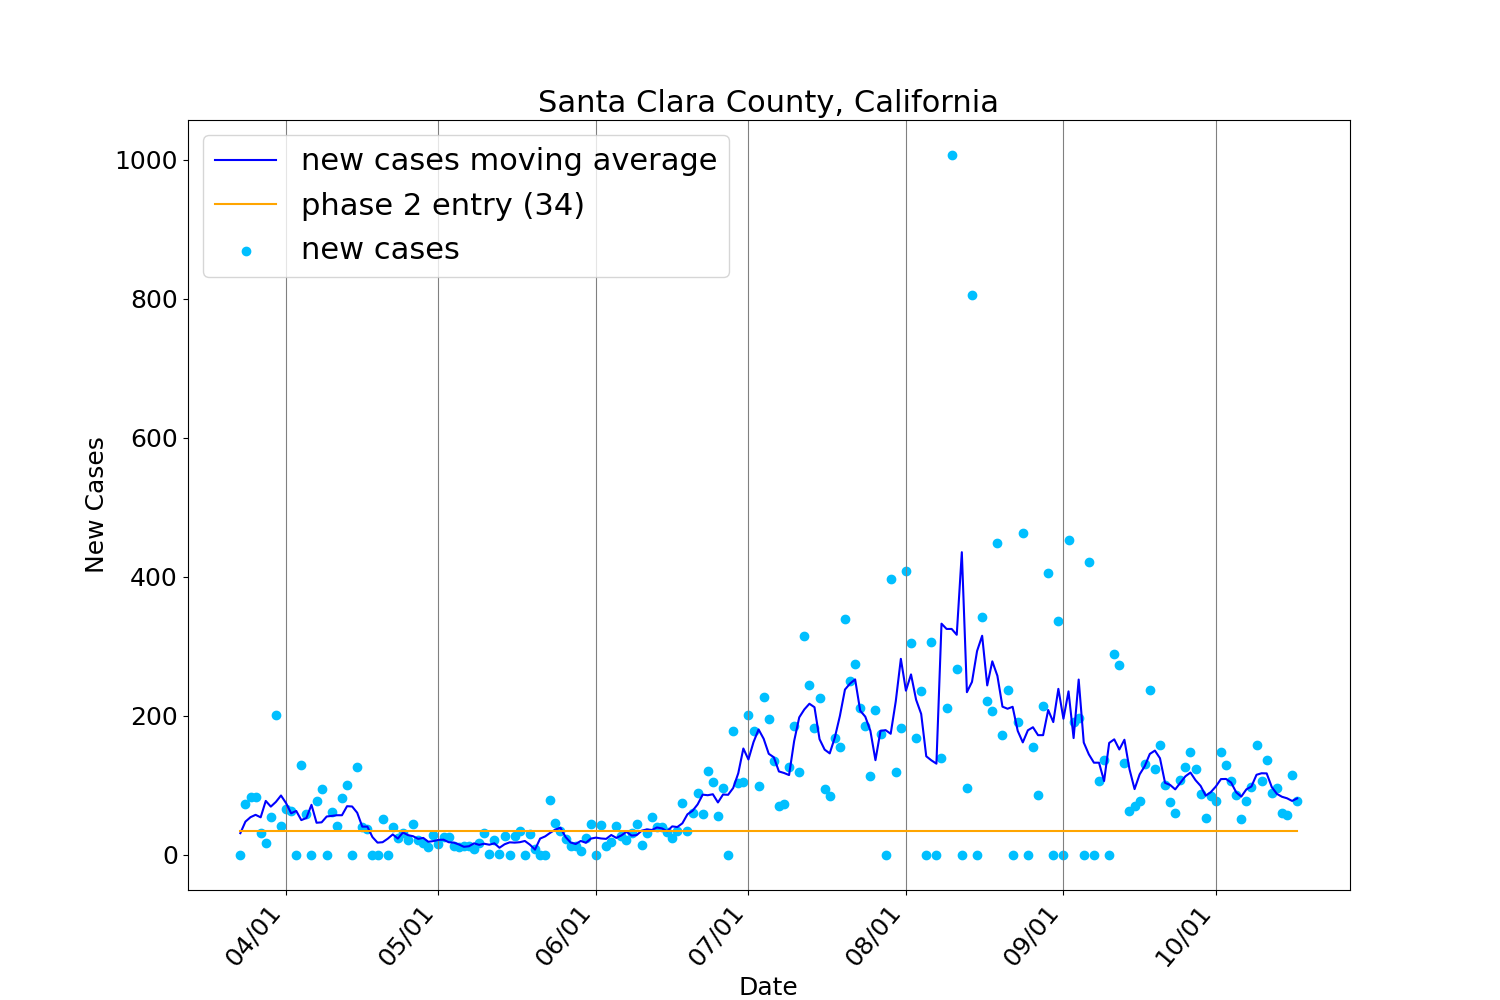 Santa Clara County, California
new cases moving average
phase 2 entry (34)
new cases
1000
800
600
400
200
0
New Cases
04/01
05/01
06/01
07/01
08/01
09/01
10/01
Date